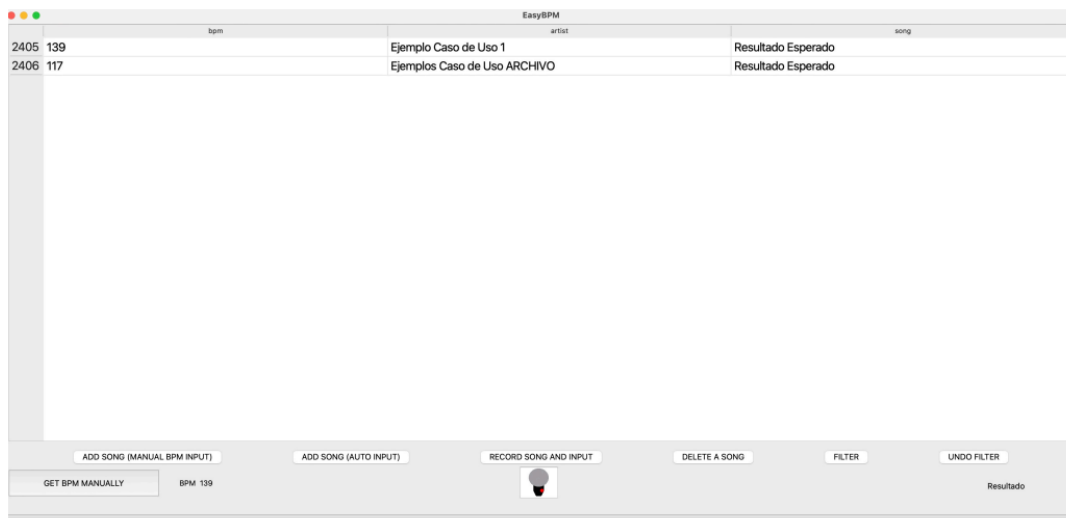 EasyBPM
bpm artist song
2405 139 Ejemplo Caso de Uso 1 Resultado Esperado
2406 117 Ejemplos Caso de Uso ARCHIVO Resultado Esperado
ADD SONG (MANUAL BPM INPUT) ADD SONG (AUTO INPUT) RECORD SONG AND INPUT DELETE A SONG FILTER UNDO FILTER
GET BPM MANUALLY BPM 139 Resultado